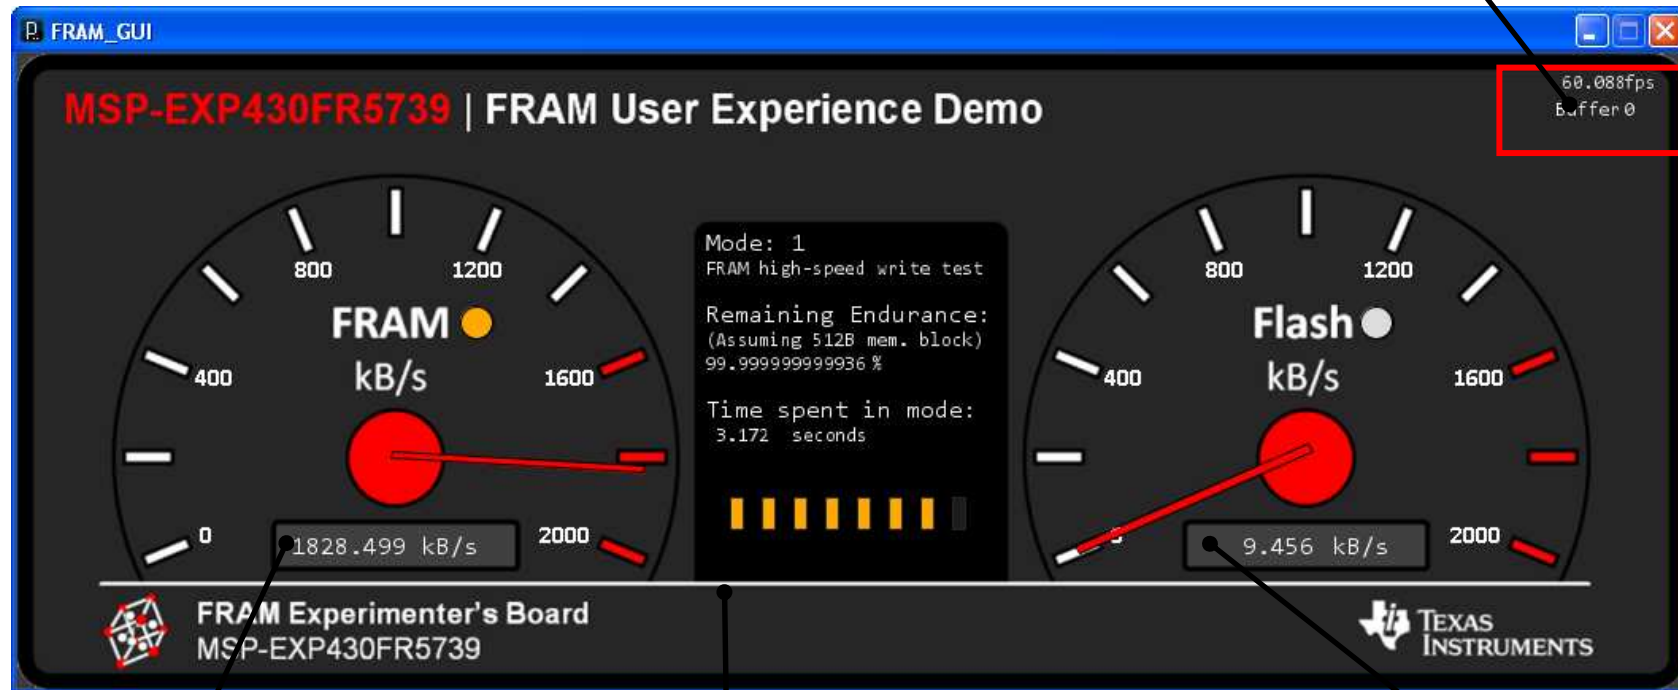 FRAM_GUI
MSP-EXP430FR5739 | FRAM User Experience Demo
60.088fps
Buffer 0
800
1200
FRAM
kB/s
400
1600
0
2000
1828.499 kB/s
Mode: 1
FRAM high-speed write test
Remaining Endurance:
(Assuming 512B mem. block)
99.999999999936 %
Time spent in mode:
3.172 seconds
800
1200
Flash
kB/s
400
1600
0
2000
9.456 kB/s
FRAM Experimenter's Board
MSP-EXP430FR5739
TEXAS
INSTRUMENTS